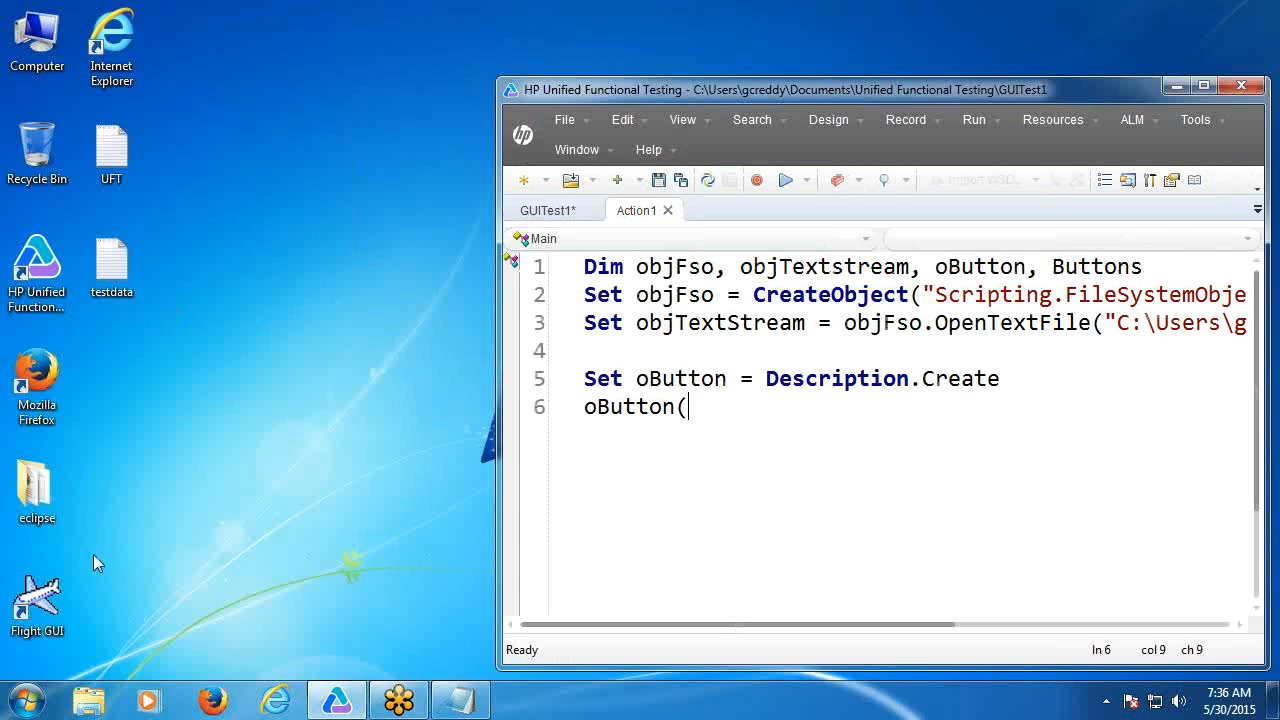 Computer
Internet
Explorer
Recycle Bin
UFT
HP Unified
Function...
testdata
Mozilla
Firefox
eclipse
Flight GUI
HP Unified Functional Testing - C:\Users\gcreddy\Documents\Unified Functional Testing\GUITest1
hp
File Edit View Search Design Record Run Resources ALM Tools
Window Help
Import WSDL
GUITest1* Action1
Main
1 Dim objFso, objTextstream, oButton, Buttons
2 Set objFso = CreateObject("Scripting.FileSystemObje
3 Set objTextStream = objFso.OpenTextFile("C:\Users\g
4
5 Set oButton = Description.Create
6 oButton(
Ready ln 6 col 9 ch 9
7:36 AM
5/30/2015